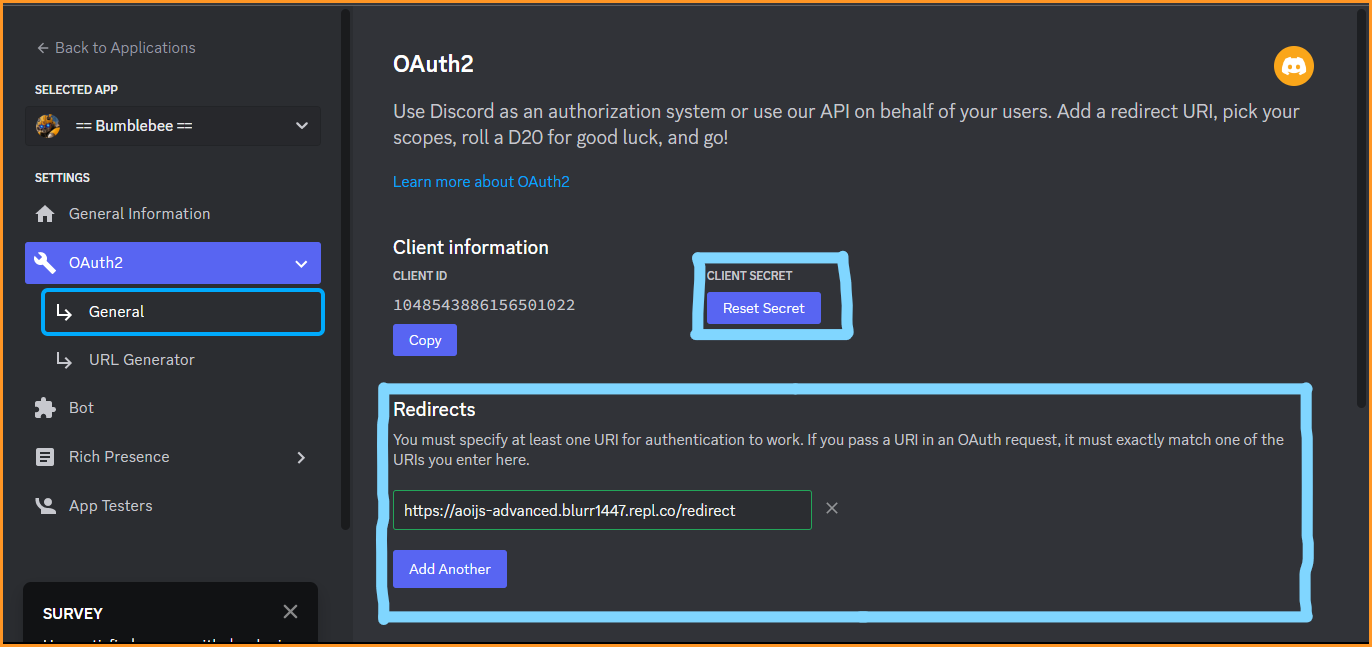 Back to Applications
SELECTED APP
== Bumblebee ==
SETTINGS
General Information
OAuth2
General
URL Generator
Bot
Rich Presence
App Testers
SURVEY
OAuth2
Use Discord as an authorization system or use our API on behalf of your users. Add a redirect URI, pick your
scopes, roll a D20 for good luck, and go!
Learn more about OAuth2
Client information
CLIENT ID
1048543886156501022
Copy
CLIENT SECRET
Reset Secret
Redirects
You must specify at least one URI for authentication to work. If you pass a URI in an OAuth request, it must exactly match one of the
URIs you enter here.
https://aoijs-advanced.blurr1447.repl.co/redirect
Add Another